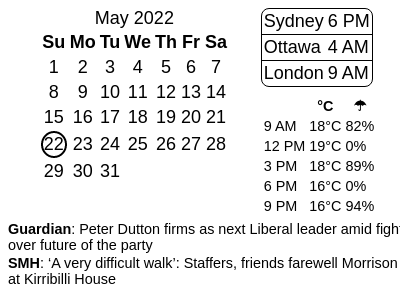 May 2022
Su Mo Tu We Th Fr Sa
1 2 3 4 5 6 7
8 9 10 11 12 13 14
15 16 17 18 19 20 21
22 23 24 25 26 27 28
29 30 31
Sydney 6 PM
Ottawa 4 AM
London 9 AM
°C ☂
9 AM 18°C 82%
12 PM 19°C 0%
3 PM 18°C 89%
6 PM 16°C 0%
9 PM 16°C 94%
Guardian: Peter Dutton firms as next Liberal leader amid fight
over future of the party
SMH: ‘A very difficult walk’: Staffers, friends farewell Morrison
at Kirribilli House